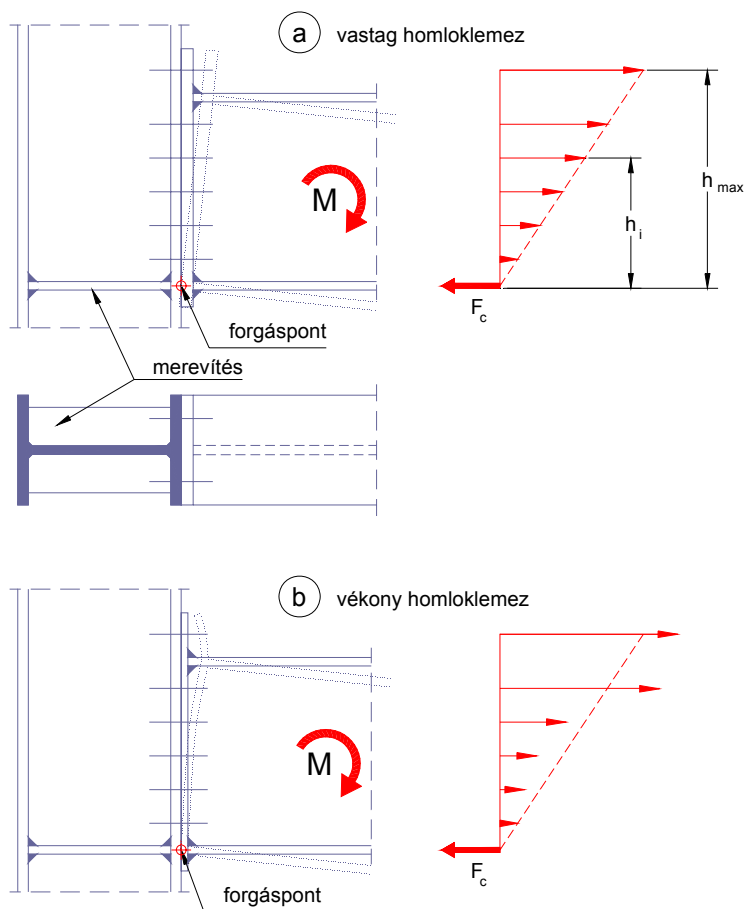 a
vastag homloklemez
M
h max
h i
F c
forgáspont
merevítés
b
vékony homloklemez
M
F c
forgáspont